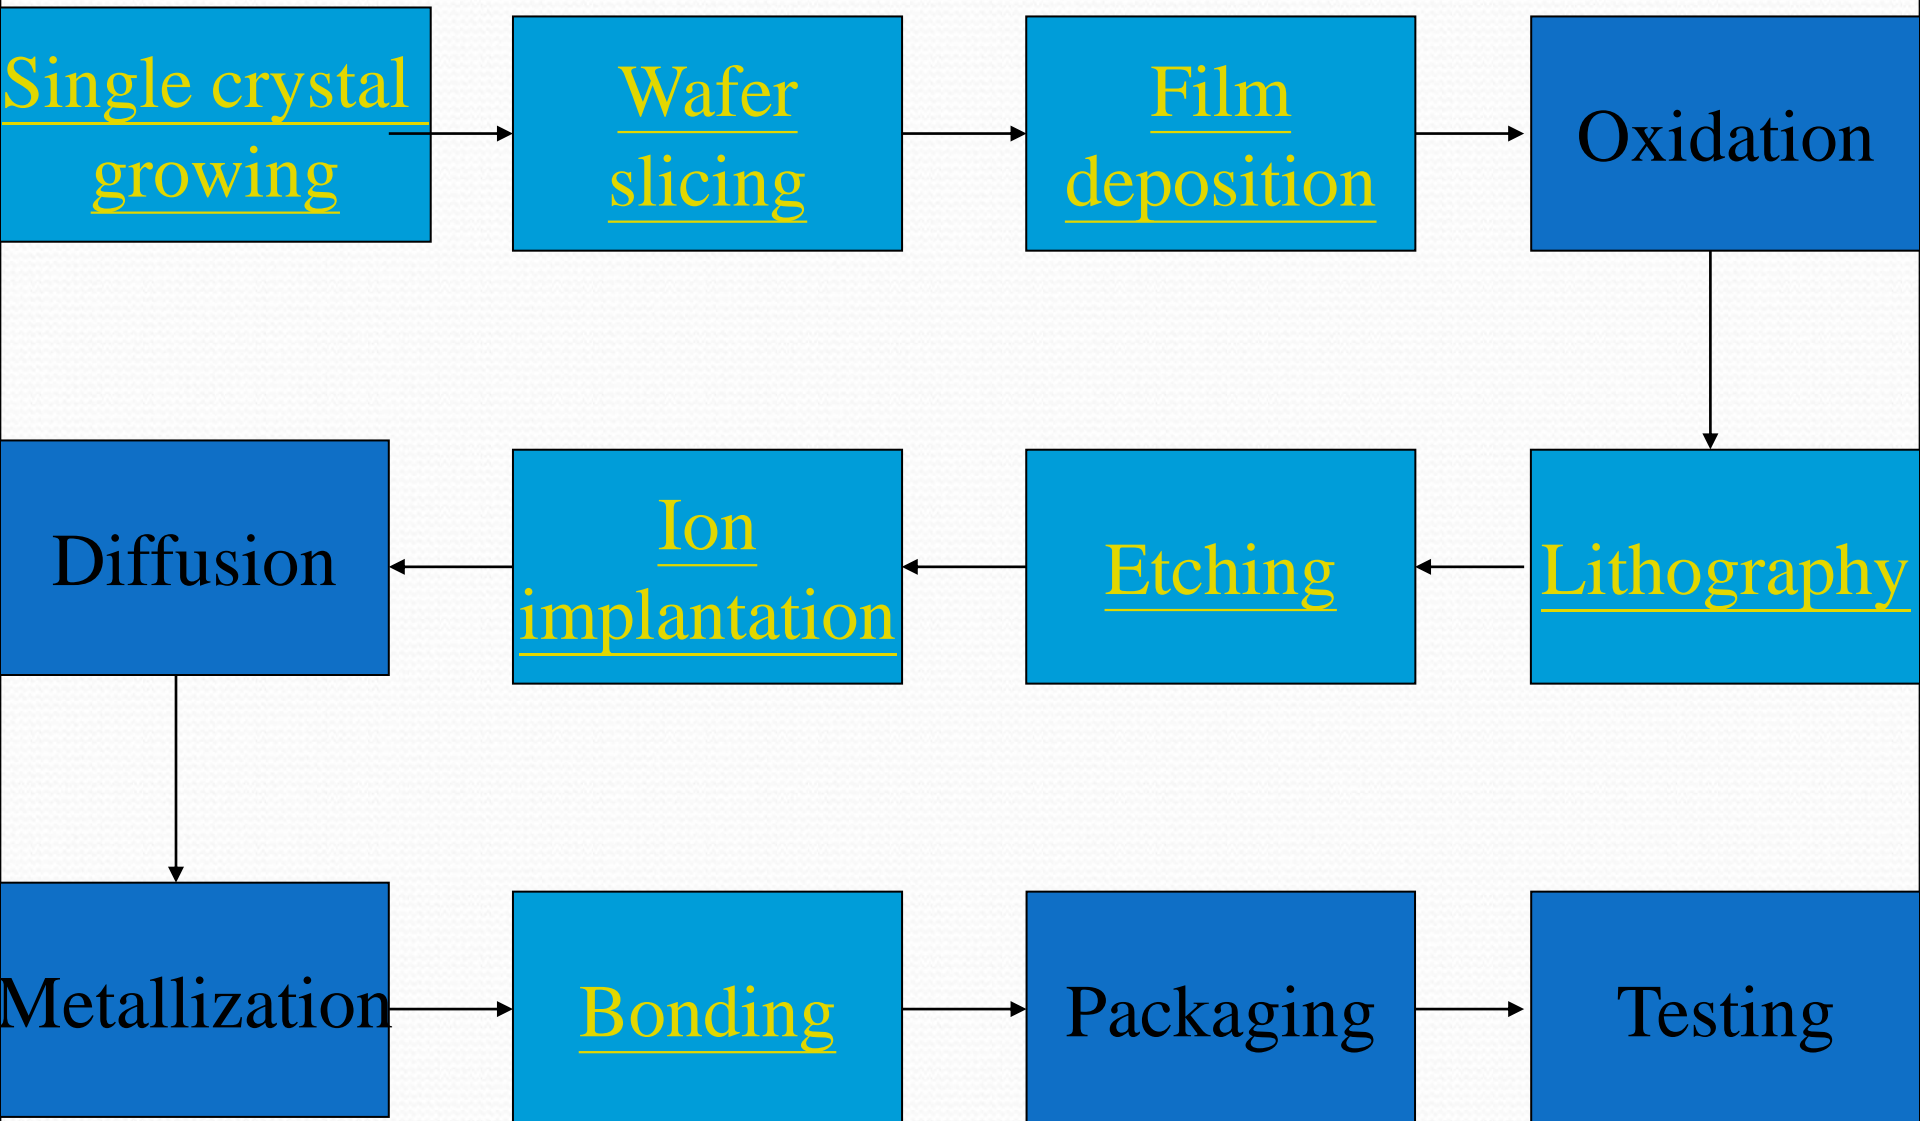 Single crystal
growing
Wafer
slicing
Film
deposition
Oxidation
Diffusion
Ion
implantation
Etching
Lithography
Metallization
Bonding
Packaging
Testing